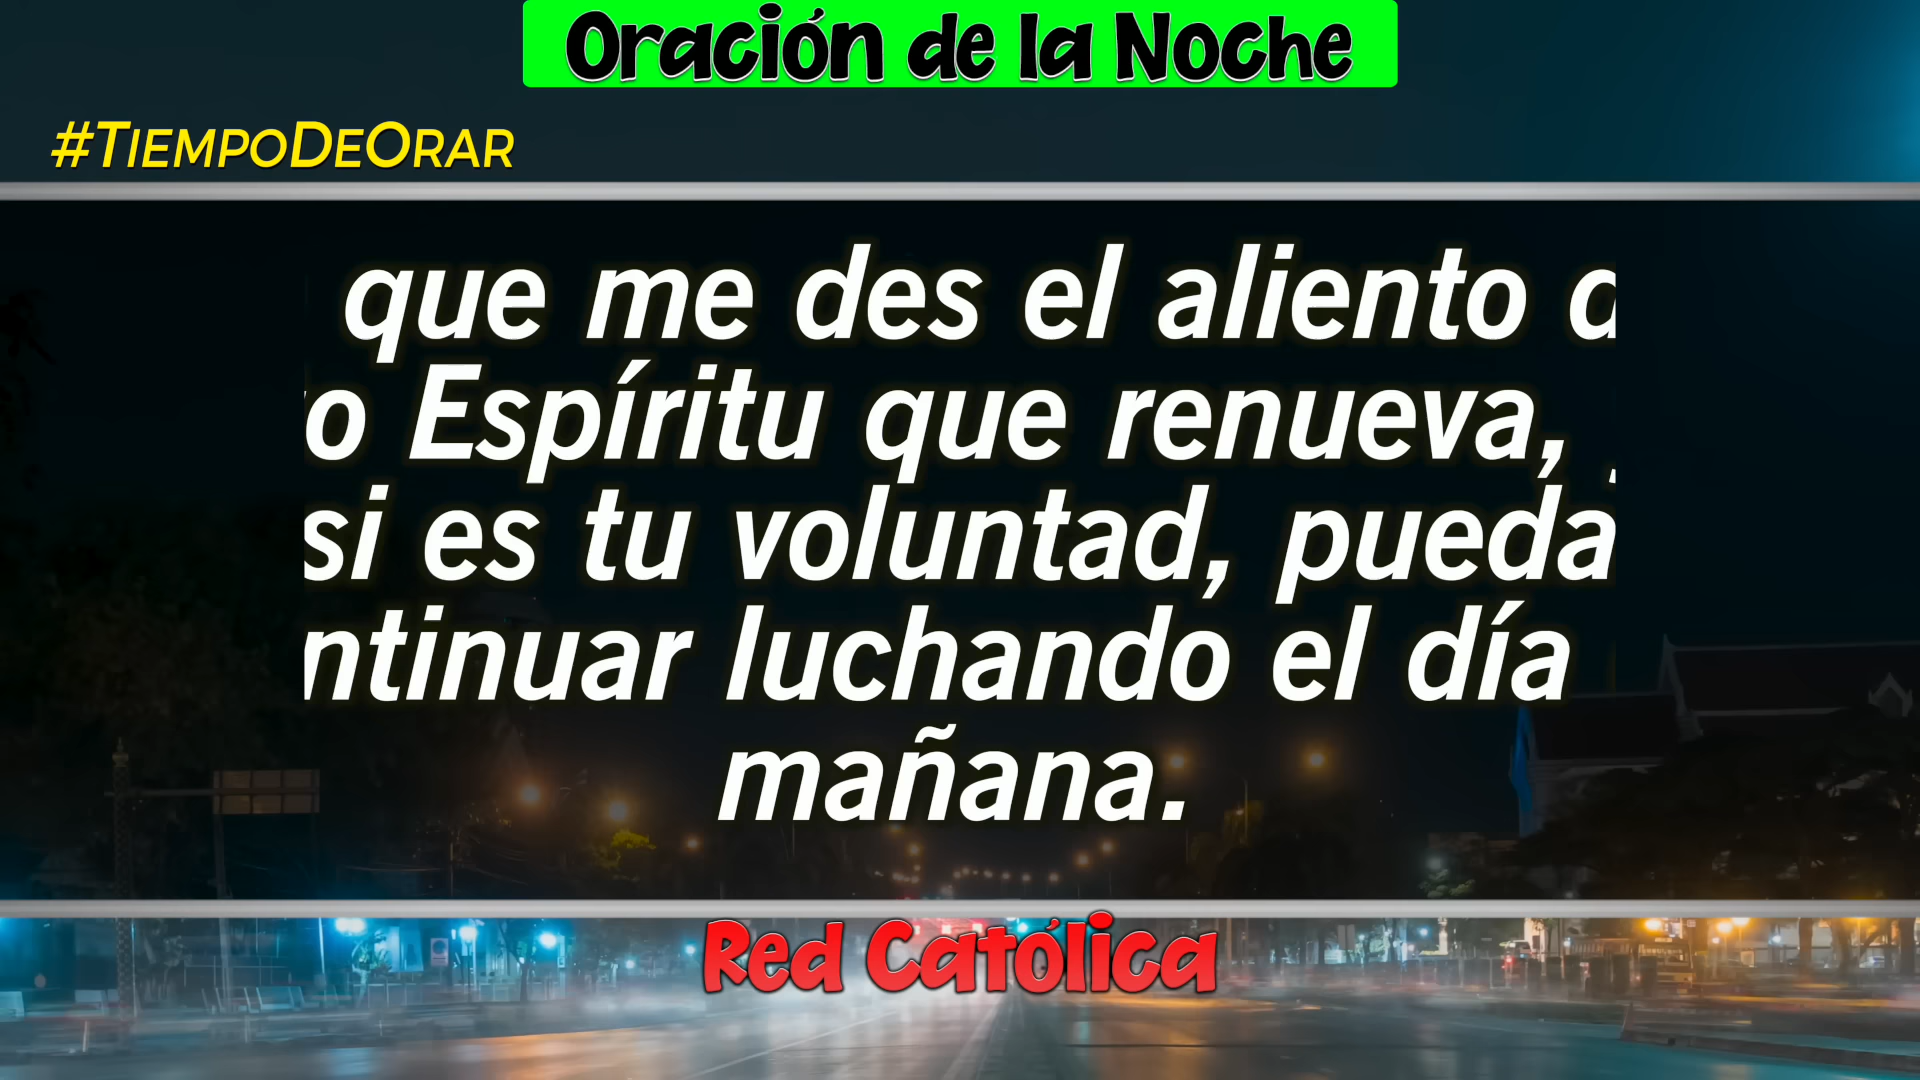 Oración de la Noche
#TIEMPODEORAR
que me des el aliento
Espíritu que renueva,
si es tu voluntad, pueda
luchando el día
mañana.
Red Católica